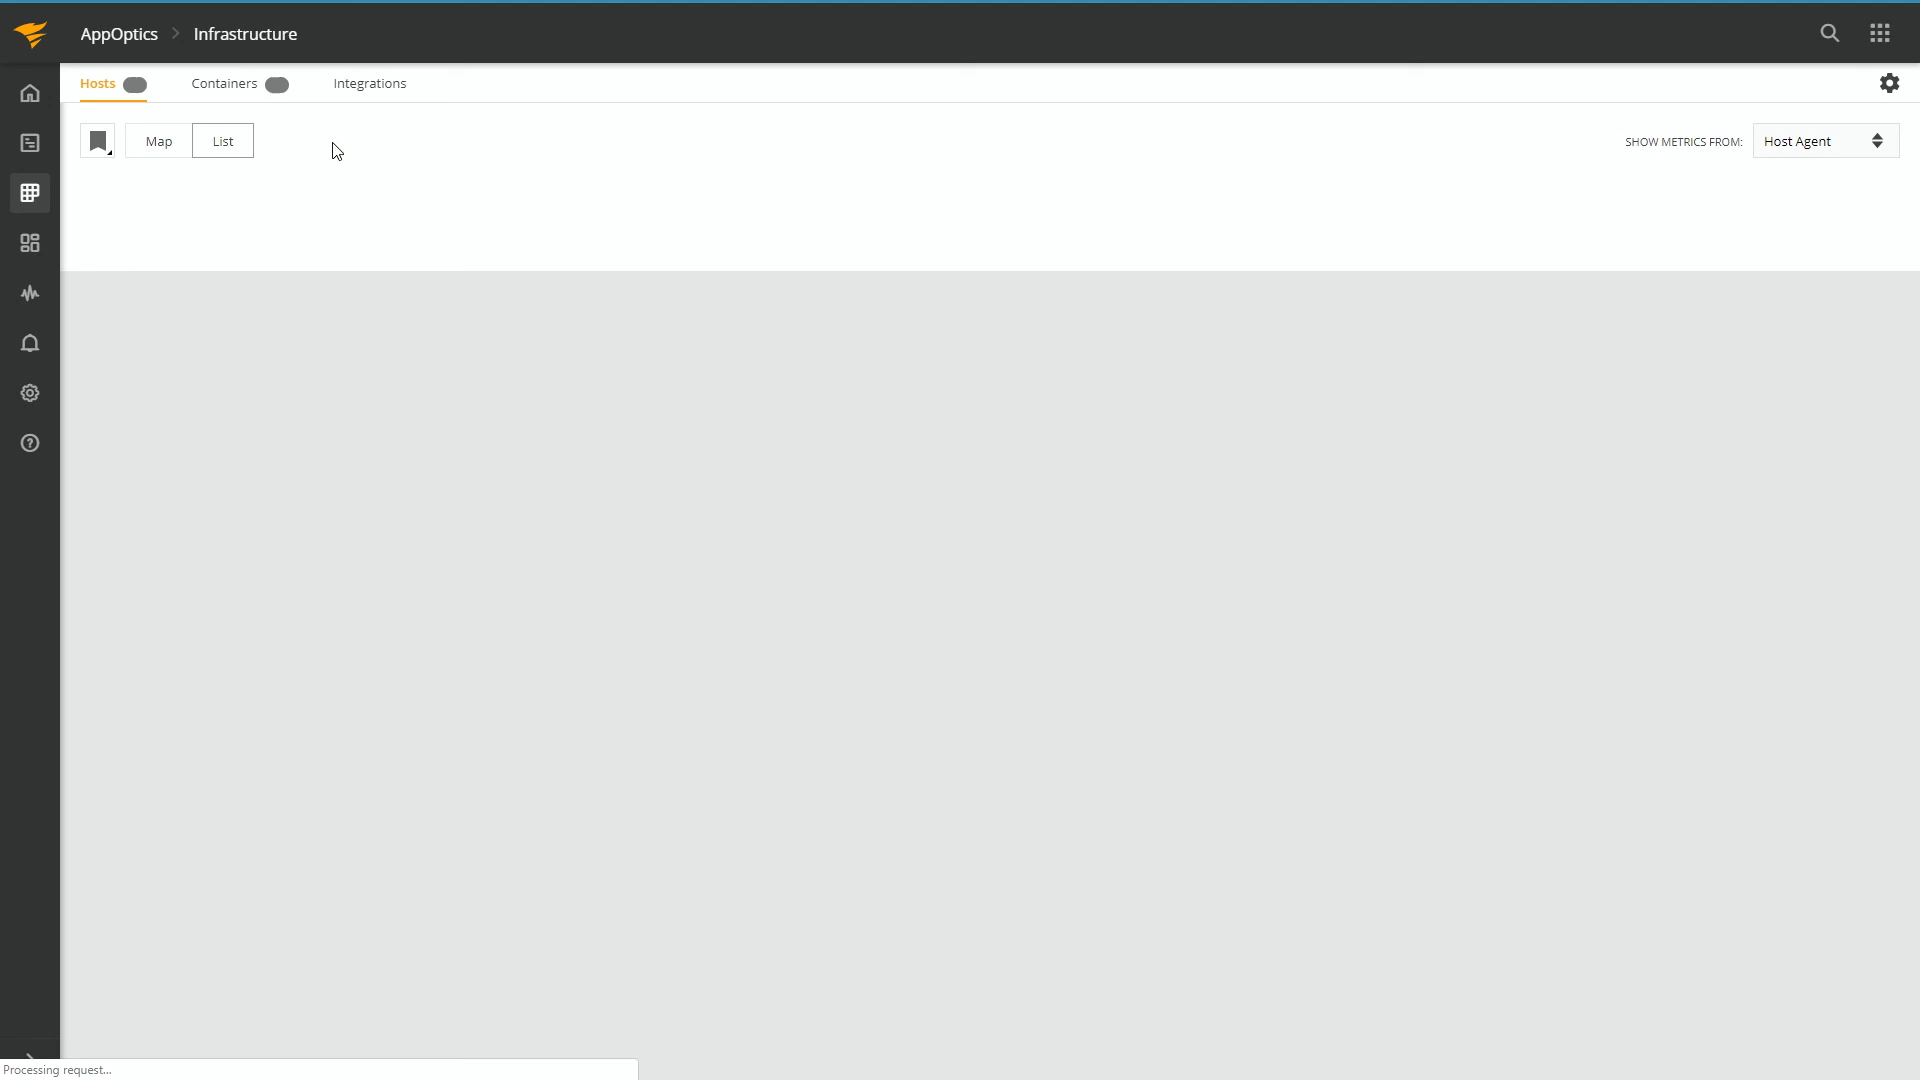 AppOptics > Infrastructure
Hosts Containers Integrations
Map List SHOW METRICS FROM: Host Agent
Processing request...